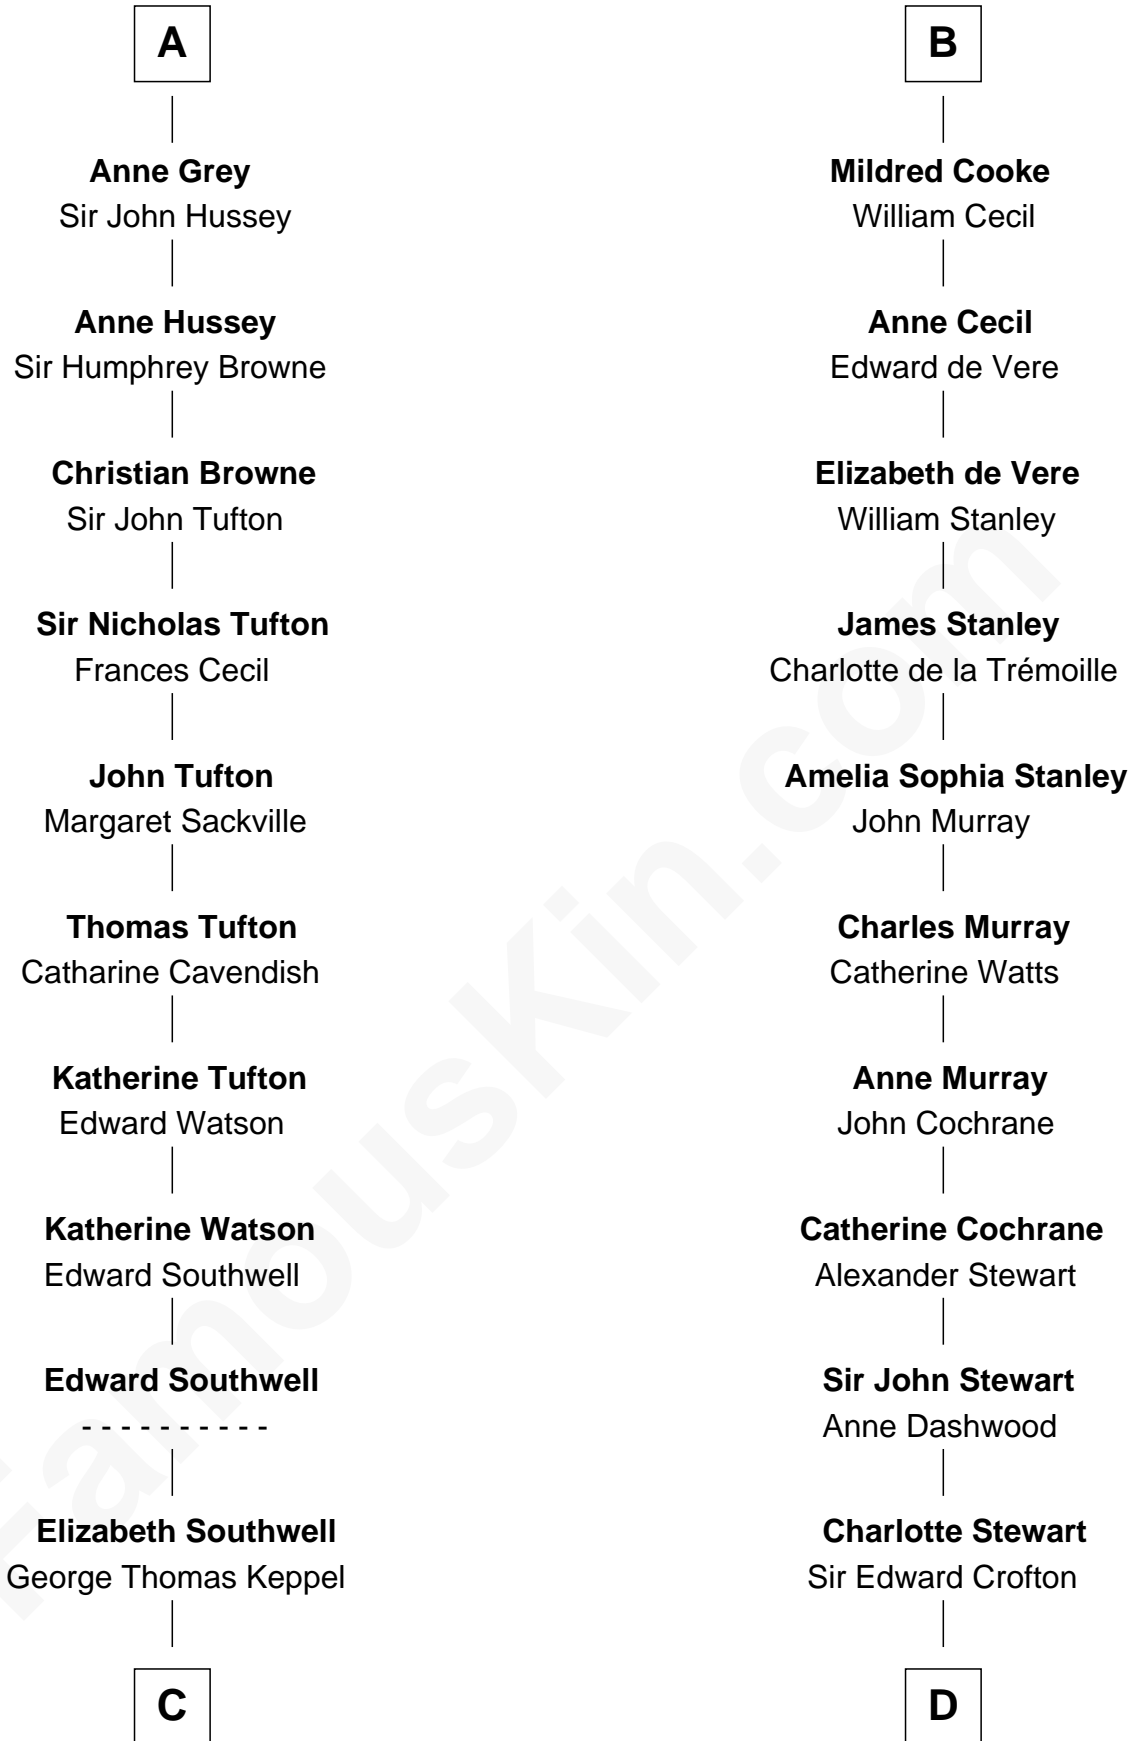 A
Anne Grey
Sir John Hussey
Anne Hussey
Sir Humphrey Browne
Christian Browne
Sir John Tufton
Sir Nicholas Tufton
Frances Cecil
John Tufton
Margaret Sackville
Thomas Tufton
Catharine Cavendish
Katherine Tufton
Edward Watson
Katherine Watson
Edward Southwell
Edward Southwell
- - - - - - - - - -
Elizabeth Southwell
George Thomas Keppel
C
B
Mildred Cooke
William Cecil
Anne Cecil
Edward de Vere
Elizabeth de Vere
William Stanley
James Stanley
Charlotte de la Trémoille
Amelia Sophia Stanley
John Murray
Charles Murray
Catherine Watts
Anne Murray
John Cochrane
Catherine Cochrane
Alexander Stewart
Sir John Stewart
Anne Dashwood
Charlotte Stewart
Sir Edward Crofton
D
FamousKin.com